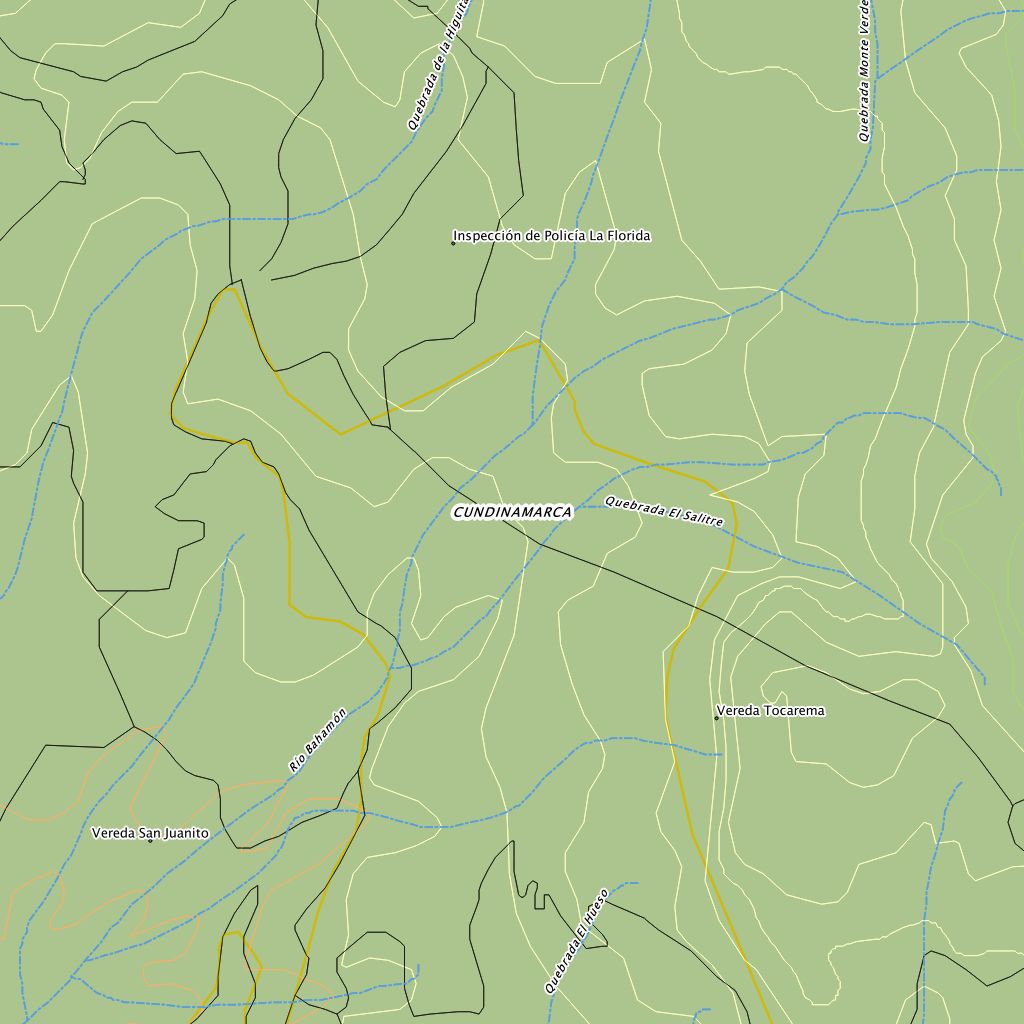 Quebrada de la Higuita
Quebrada Monte Verde
Inspección de Policía La Florida
CUNDINAMARCA
Quebrada El Salitre
Vereda Tocarema
Río Bahamón
Vereda San Juanito
Quebrada El Hueso